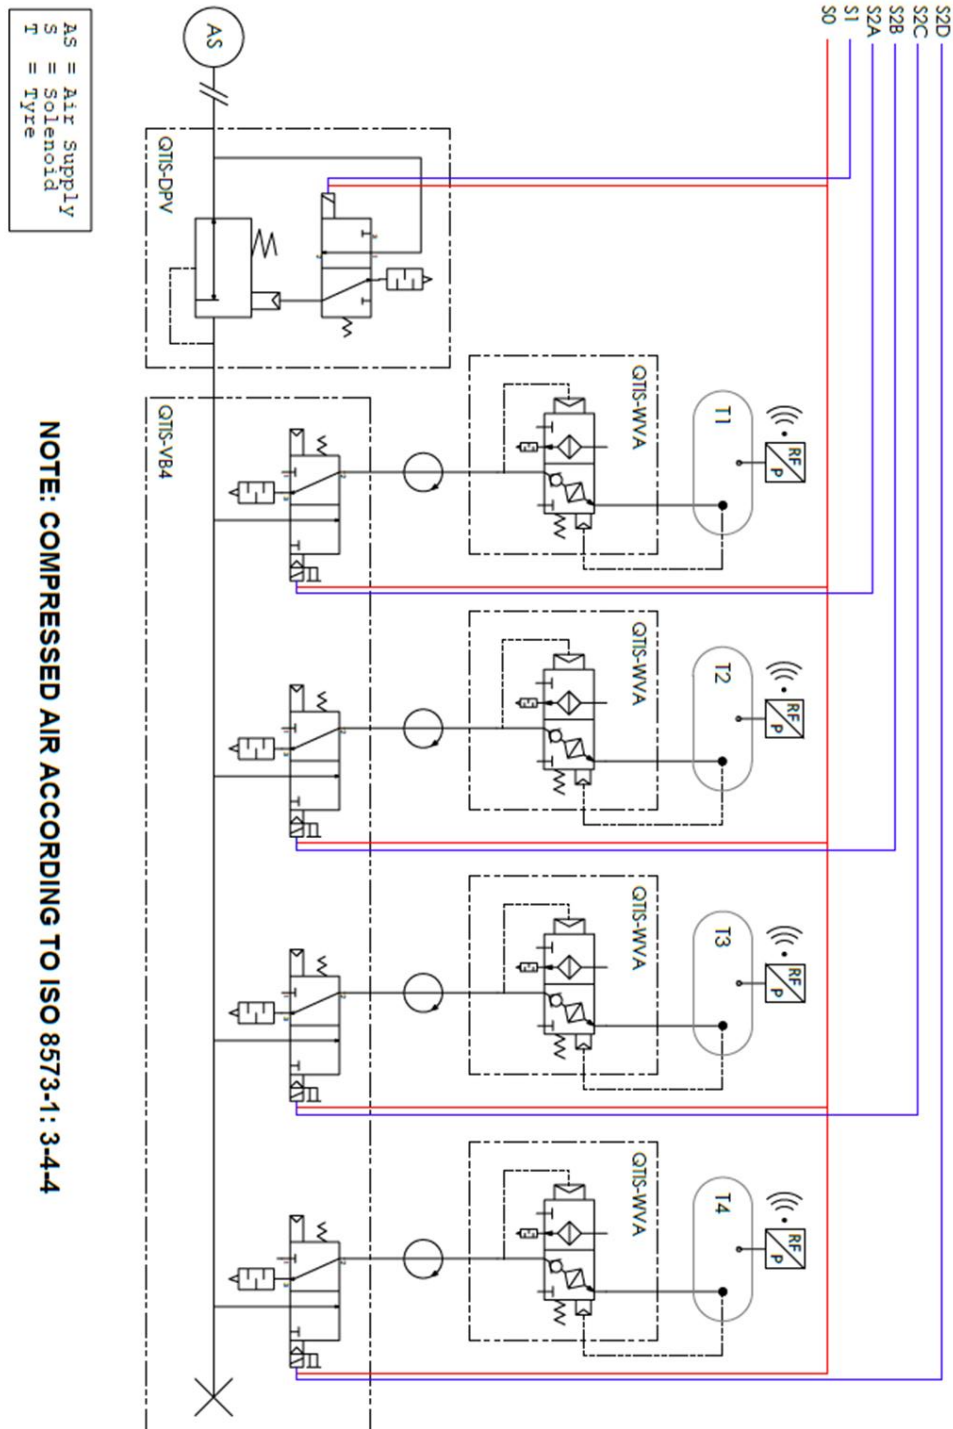 S2D
S2C
S2B
S2A
S1
S0
RF
P
RF
P
RF
P
RF
P
T1
T2
T3
T4
QTIS-WVA
QTIS-WVA
QTIS-WVA
QTIS-WVA
AS
QTIS-DPV
QTIS-VB4
AS = Air Supply
S = Solenoid
T = Tyre
NOTE: COMPRESSED AIR ACCORDING TO ISO 8573-1: 3-4-4